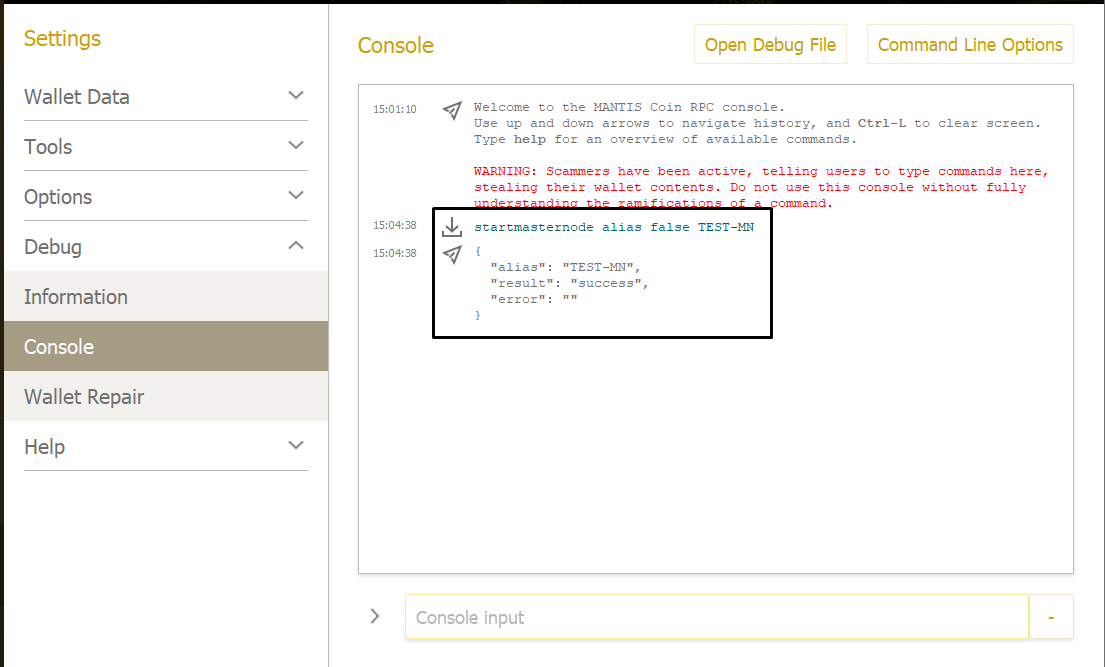 Settings
Wallet Data
Tools
Options
Debug
Information
Console
Wallet Repair
Help
Console
Open Debug File
Command Line Options
15:01:10
Welcome to the MANTIS Coin RPC console.
Use up and down arrows to navigate history, and Ctrl-L to clear screen.
Type help for an overview of available commands.
WARNING: Scammers have been active, telling users to type commands here,
stealing their wallet contents. Do not use this console without fully
understanding the ramifications of a command.
15:04:38
startmasternode alias false TEST-MN
15:04:38
{
"alias": "TEST-MN",
"result": "success",
"error": ""
}
Console input
-